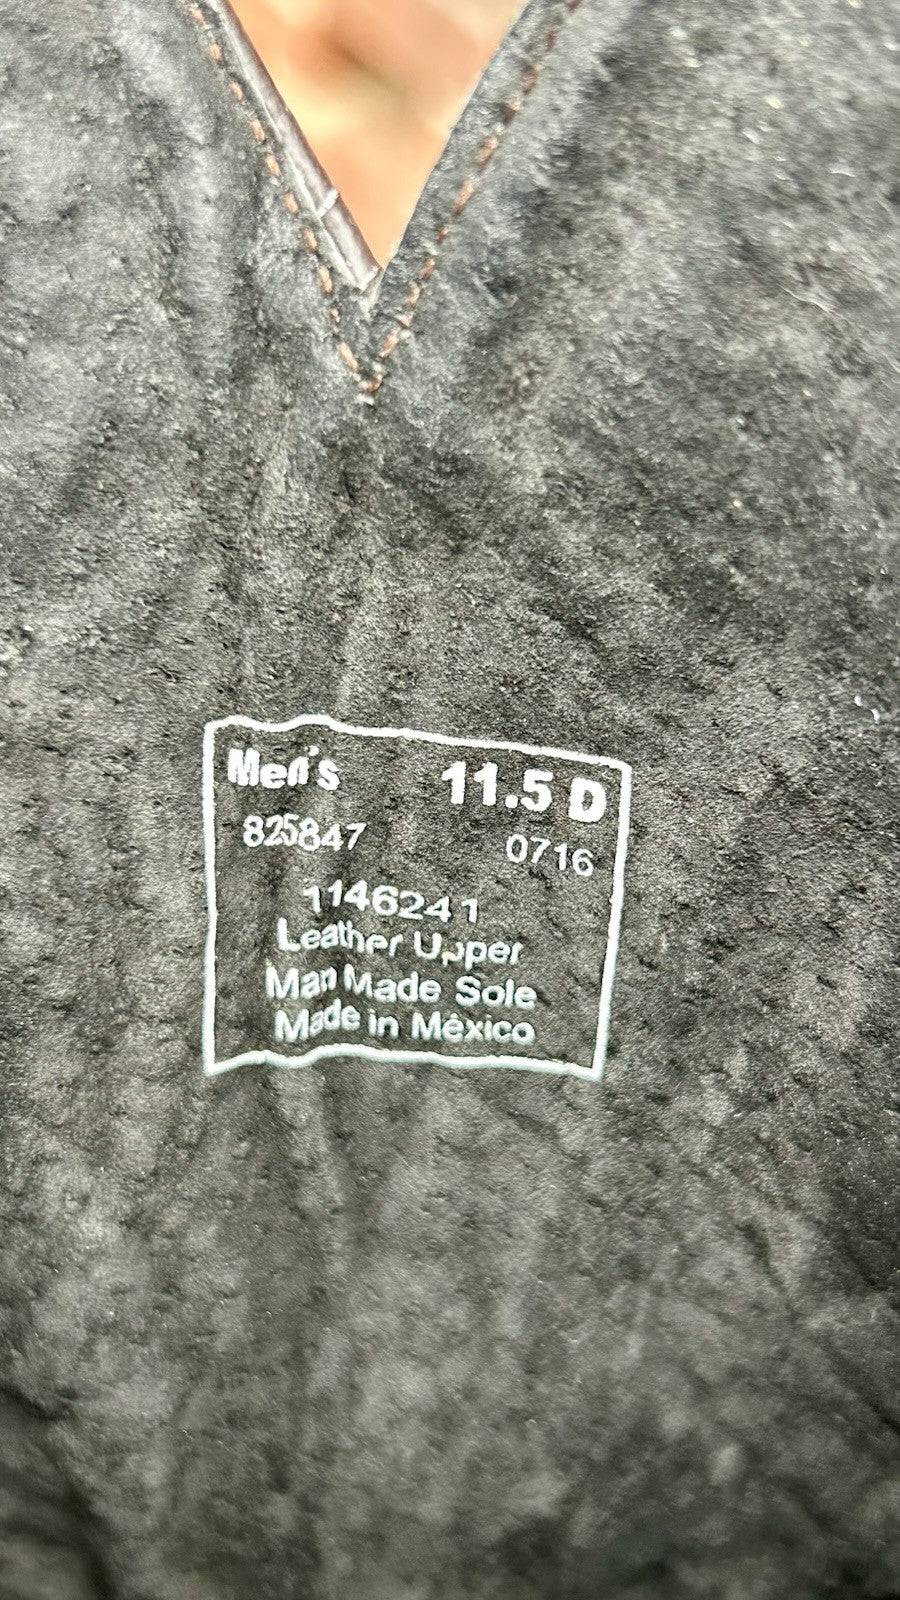 Men's 11.5 D
825847 0716
1146241
Leather Upper
Man Made Sole
Made in México